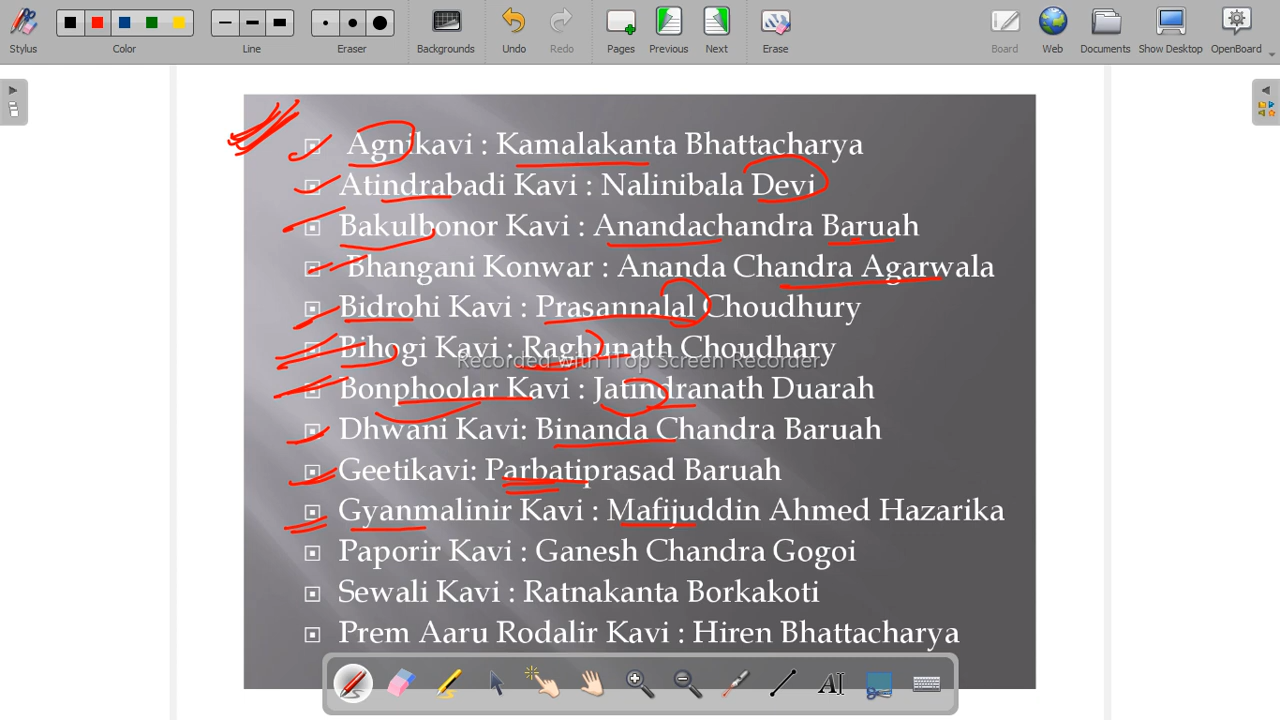 Stylus
Color
Line
Eraser
Backgrounds
Undo
Redo
Pages
Previous
Next
Erase
Board
Web
Documents
Show Desktop
OpenBoard
Agnikavi : Kamalakanta Bhattacharya
Atindrabadi Kavi : Nalinibala Devi
Bakulbonor Kavi : Anandachandra Baruah
Bhangani Konwar : Ananda Chandra Agarwala
Bidrohi Kavi : Prasannalal Choudhury
Bihogi Kavi : Raghunath Choudhary
Recorded with iTop Screen Recorder
Bonphoolar Kavi : Jatindranath Duarah
Dhwani Kavi: Binanda Chandra Baruah
Geetikavi: Parbatiprasad Baruah
Gyanmalinir Kavi : Mafijuddin Ahmed Hazarika
Paporir Kavi : Ganesh Chandra Gogoi
Sewali Kavi : Ratnakanta Borkakoti
Prem Aaru Rodalir Kavi : Hiren Bhattacharya